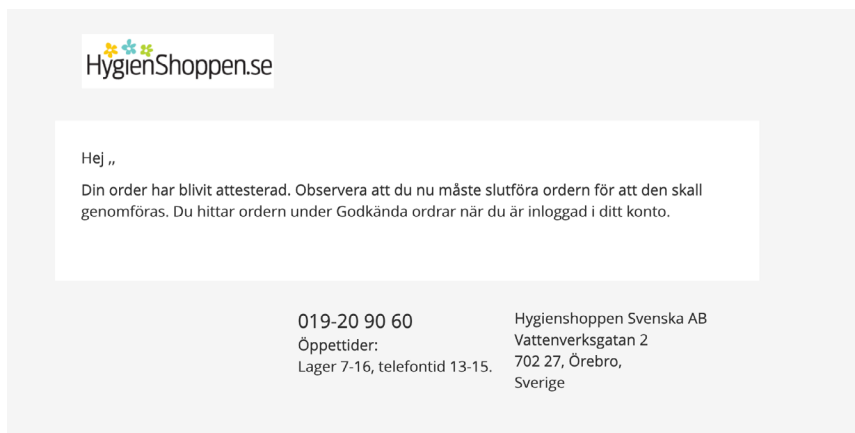 HygienShoppen.se
Hej ,,
Din order har blivit attesterad. Observera att du nu måste slutföra ordern för att den skall
genomföras. Du hittar ordern under Godkända ordrar när du är inloggad i ditt konto.
019-20 90 60
Öppettider:
Lager 7-16, telefontid 13-15.
Hygienshoppen Svenska AB
Vattenverksgatan 2
702 27, Örebro,
Sverige